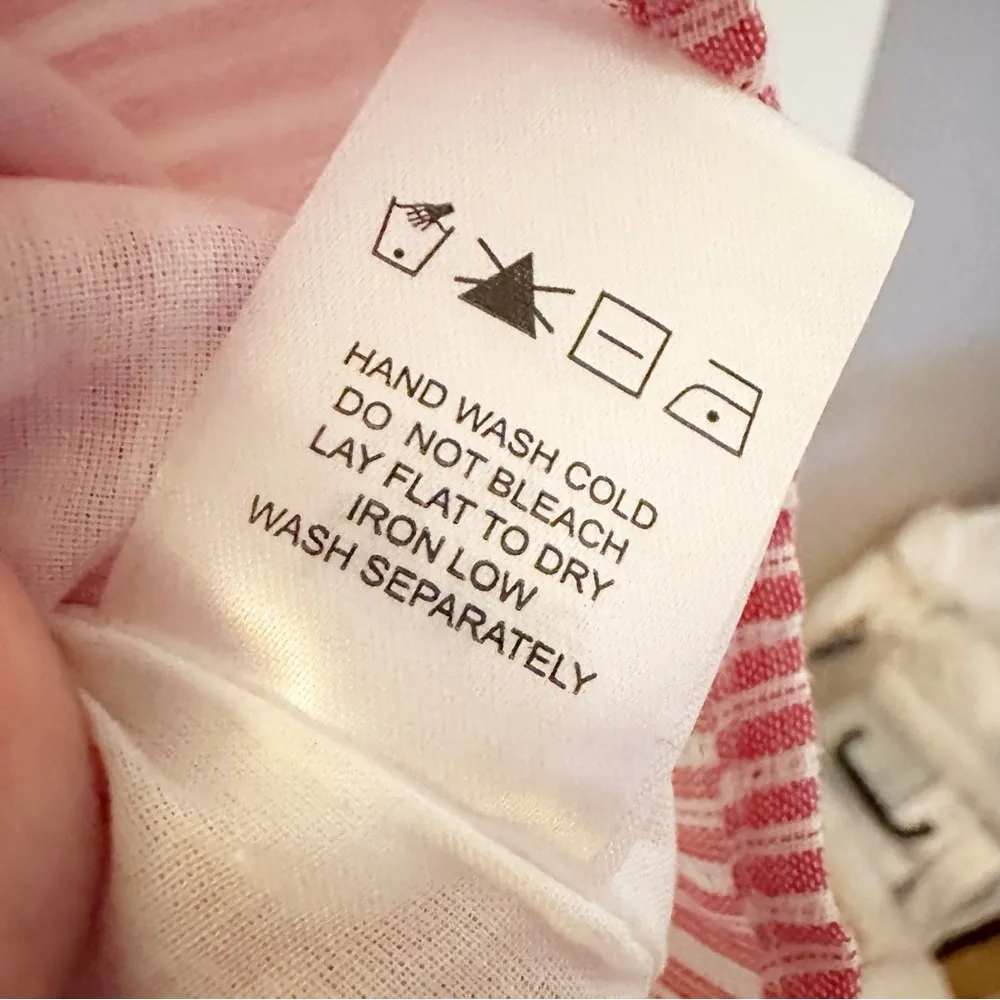 HAND WASH COLD
DO NOT BLEACH
LAY FLAT TO DRY
IRON LOW
WASH SEPARATELY